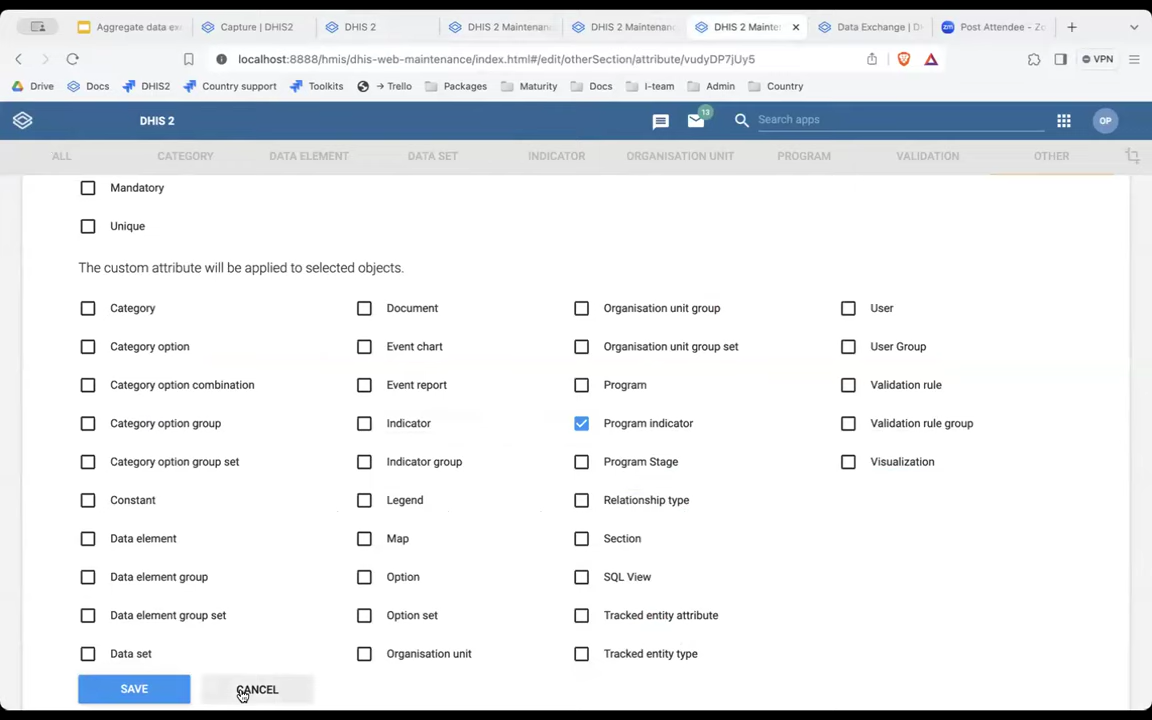 Aggregate data ex
Capture | DHIS2
DHIS 2
DHIS 2 Maintenanc
DHIS 2 Maintenanc
DHIS 2 Mainte
Data Exchange | D
Post Attendee - Zo
localhost:8888/hmis/dhis-web-maintenance/index.html#/edit/otherSection/attribute/vudyDP7jUy5
VPN
Drive
Docs
DHIS2
Country support
Toolkits
→ Trello
Packages
Maturity
Docs
I-team
Admin
Country
DHIS 2
13
Search apps
OP
ALL
CATEGORY
DATA ELEMENT
DATA SET
INDICATOR
ORGANISATION UNIT
PROGRAM
VALIDATION
OTHER
Mandatory
Unique
The custom attribute will be applied to selected objects.
Category
Document
Organisation unit group
User
Category option
Event chart
Organisation unit group set
User Group
Category option combination
Event report
Program
Validation rule
Category option group
Indicator
Program indicator
Validation rule group
Category option group set
Indicator group
Program Stage
Visualization
Constant
Legend
Relationship type
Data element
Map
Section
Data element group
Option
SQL View
Data element group set
Option set
Tracked entity attribute
Data set
Organisation unit
Tracked entity type
SAVE
CANCEL